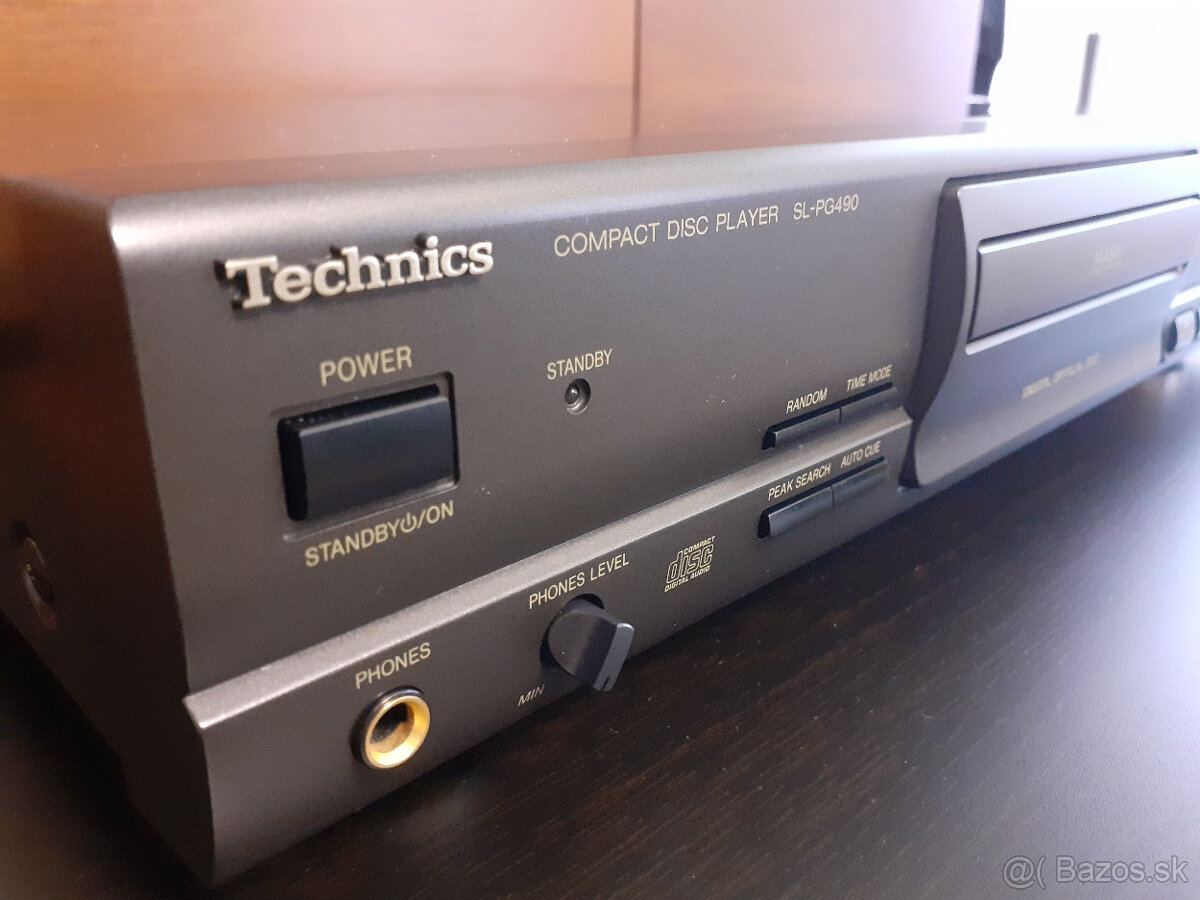 Technics
COMPACT DISC PLAYER SL-PG490
POWER
STANDBY⏻/ON
STANDBY
RANDOM
TIME MODE
PEAK SEARCH
AUTO CUE
MASH
PHONES LEVEL
MIN
COMPACT
disc
DIGITAL AUDIO
PHONES
@( Bazos.sk